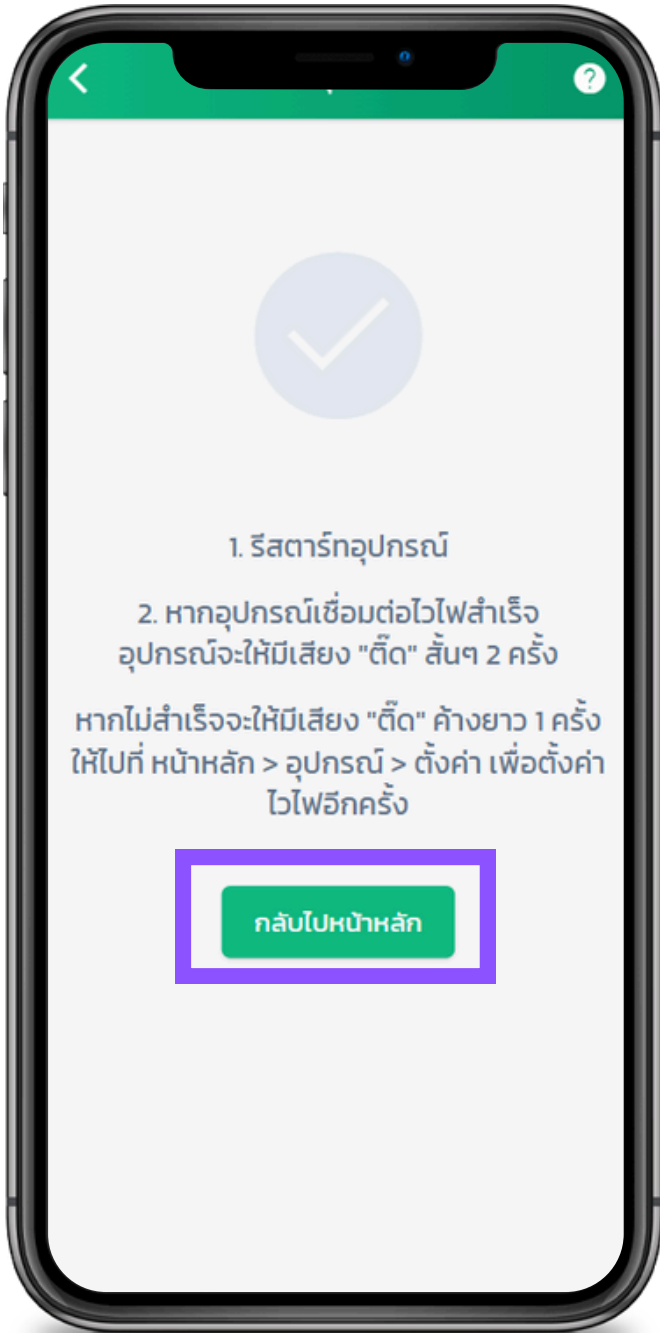 1. รีสตาร์ทอุปกรณ์
2. หากอุปกรณ์เชื่อมต่อไวไฟสำเร็จ
อุปกรณ์จะให้มีเสียง "ติ๊ด" สั้นๆ 2 ครั้ง
หากไม่สำเร็จจะให้มีเสียง "ติ๊ด" ค้างยาว 1 ครั้ง
ให้ไปที่ หน้าหลัก > อุปกรณ์ > ตั้งค่า เพื่อตั้งค่า
ไวไฟอีกครั้ง
กลับไปหน้าหลัก